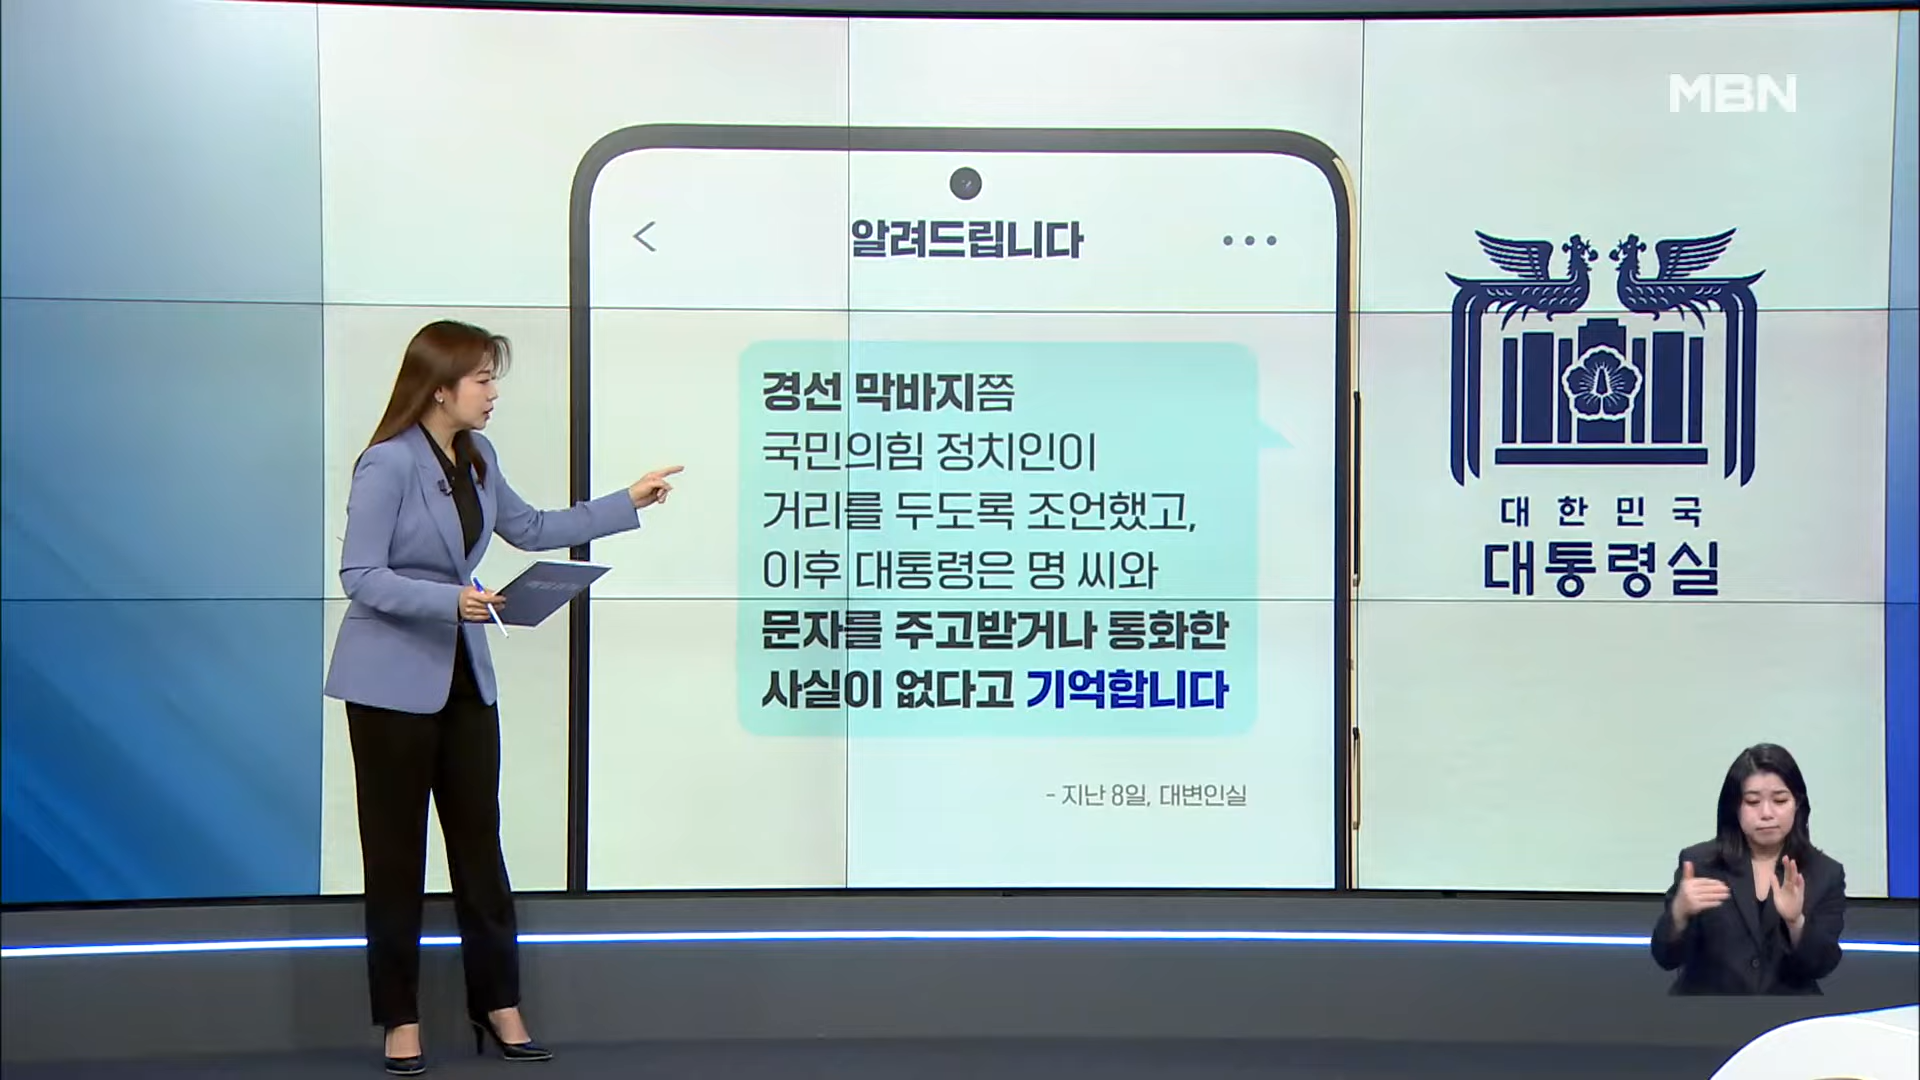 MBN
알려드립니다
경선 막바지쯤
국민의힘 정치인이
거리를 두도록 조언했고,
이후 대통령은 명 씨와
문자를 주고받거나 통화한
사실이 없다고 기억합니다
- 지난 8일, 대변인실
대한민국
대통령실